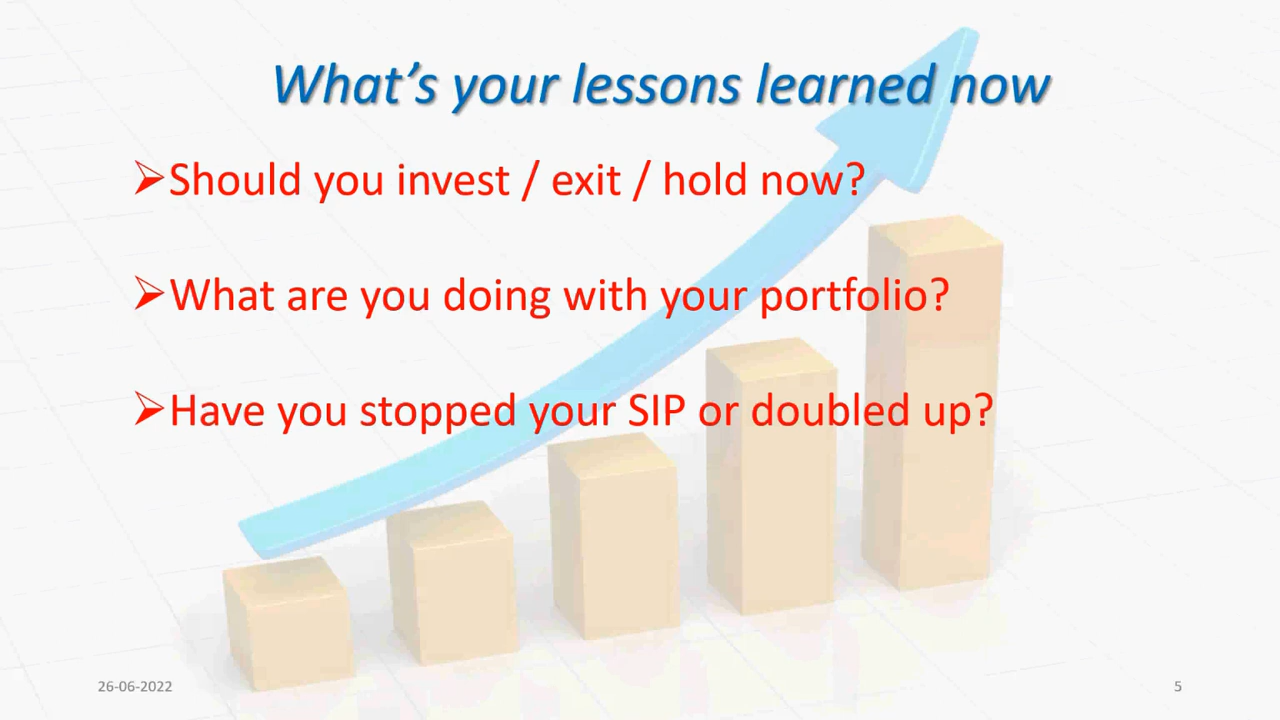 What’s your lessons learned now
➢Should you invest / exit / hold now?
➢What are you doing with your portfolio?
➢Have you stopped your SIP or doubled up?
26-06-2022
5